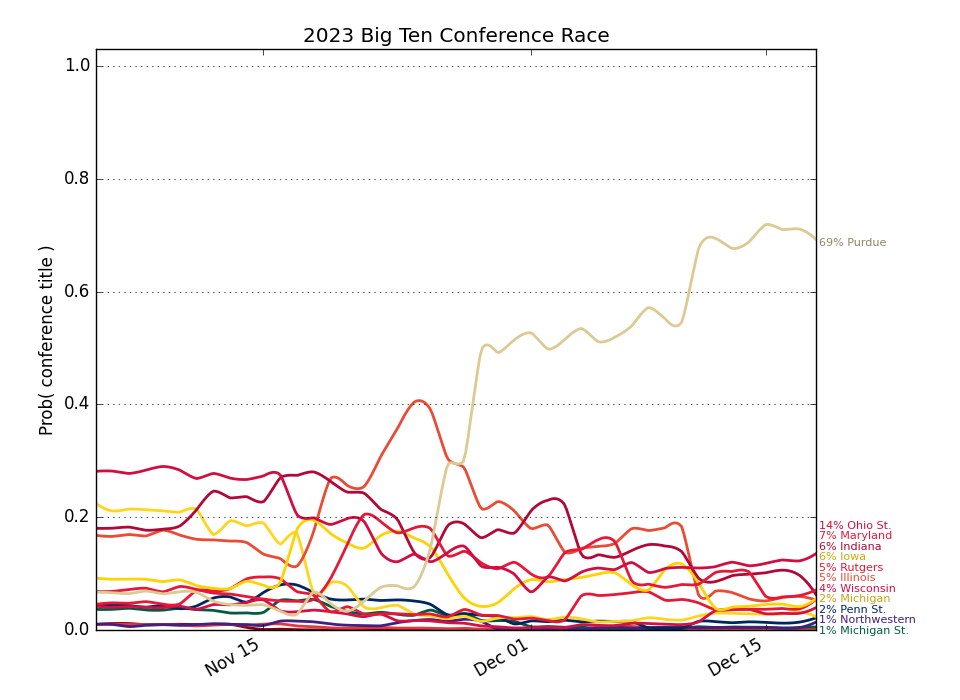 2023 Big Ten Conference Race
Prob( conference title )
1.0
0.8
0.6
0.4
0.2
0.0
Nov 15
Dec 01
Dec 15
69% Purdue
14% Ohio St.
7% Maryland
6% Indiana
6% Iowa
5% Rutgers
5% Illinois
4% Wisconsin
2% Michigan
2% Penn St.
1% Northwestern
1% Michigan St.